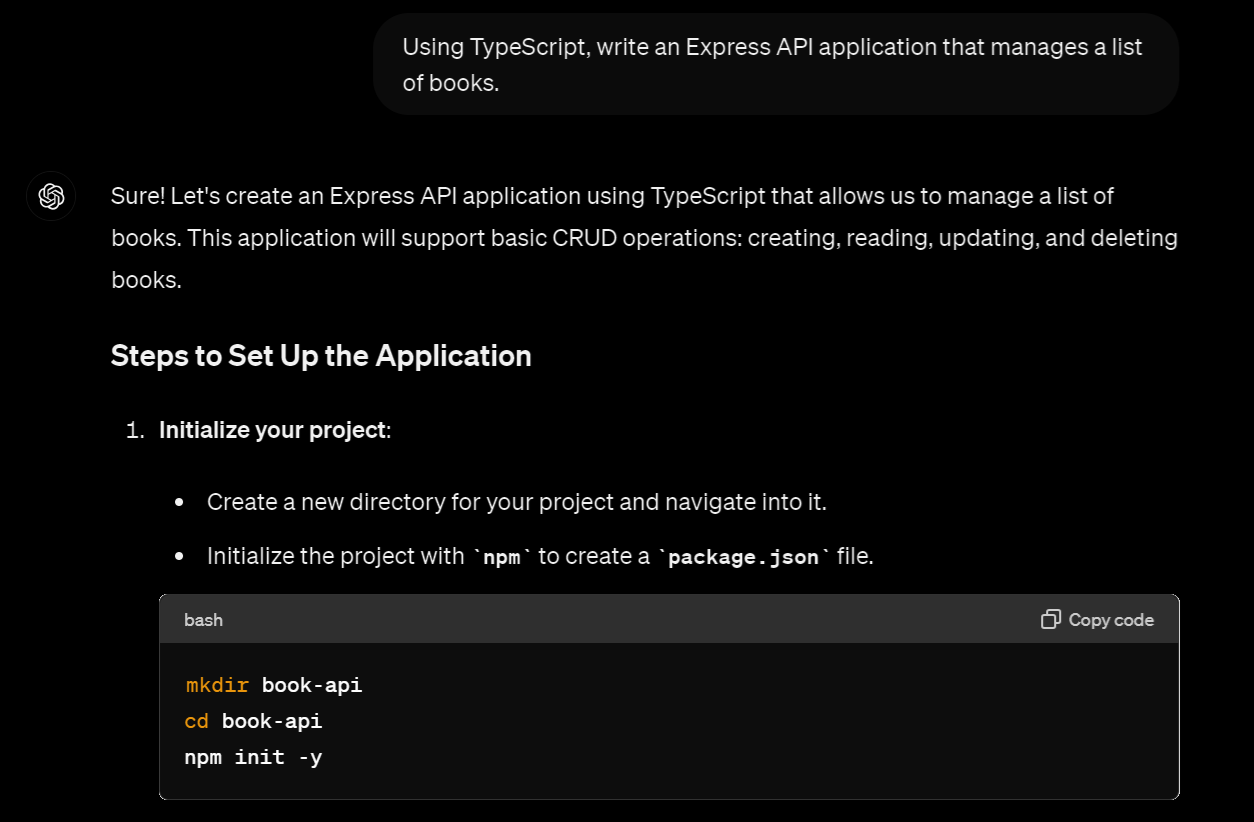 Using TypeScript, write an Express API application that manages a list
of books.
Sure! Let's create an Express API application using TypeScript that allows us to manage a list of
books. This application will support basic CRUD operations: creating, reading, updating, and deleting
books.
Steps to Set Up the Application
1. Initialize your project:
• Create a new directory for your project and navigate into it.
• Initialize the project with `npm` to create a `package.json` file.
bash
Copy code
mkdir book-api
cd book-api
npm init -y